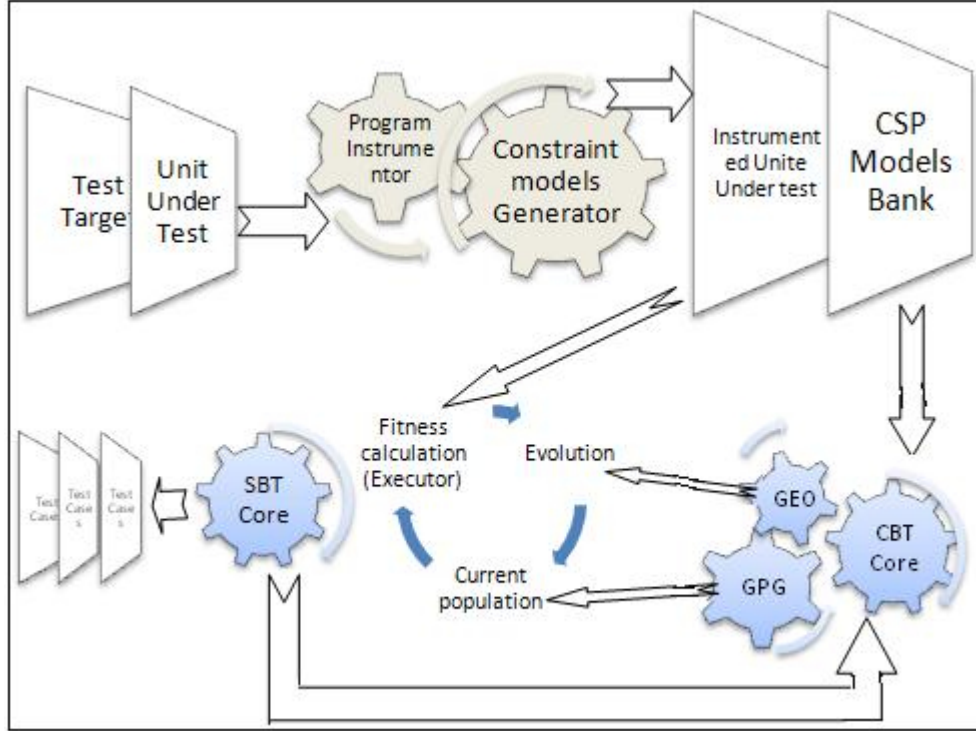 Test
Target
Unit
Under
Test
Program
Instrume
ntor
Constraint
models
Generator
Instrument
ed Unite
Under test
CSP
Models
Bank
Fitness
calculation
(Executor)
Evolution
Current
population
GEO
GPG
CBT
Core
SBT
Core
Test
Case
Test
Case
s
Test
Case
s